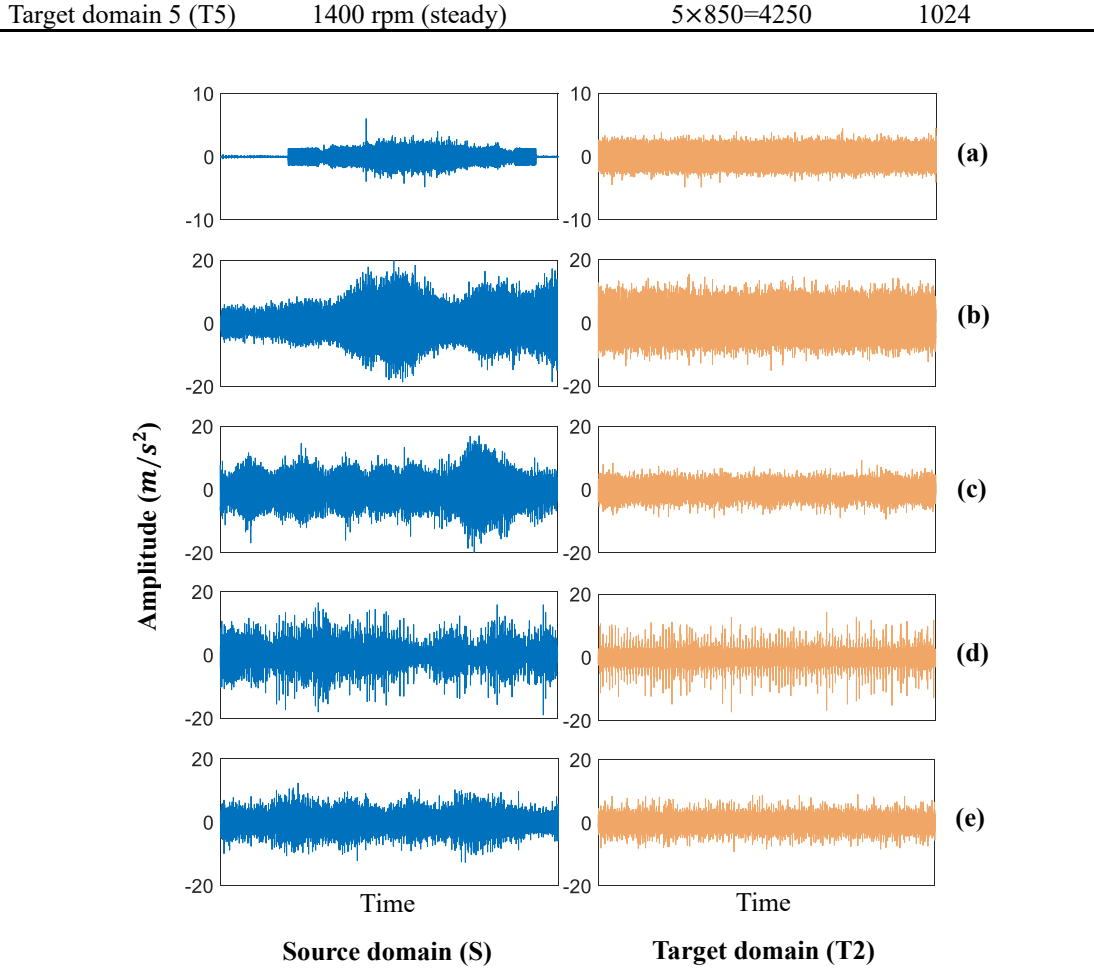 Target domain 5 (T5) 1400 rpm (steady) 5×850=4250 1024
10 10
0 0 (a)
-10 -10
20 20
0 0 (b)
-20 -20
20 20
0 0 (c)
-20 -20
Amplitude (m/s²)
20 20
0 0 (d)
-20 -20
20 20
0 0 (e)
-20 -20
Time Time
Source domain (S) Target domain (T2)